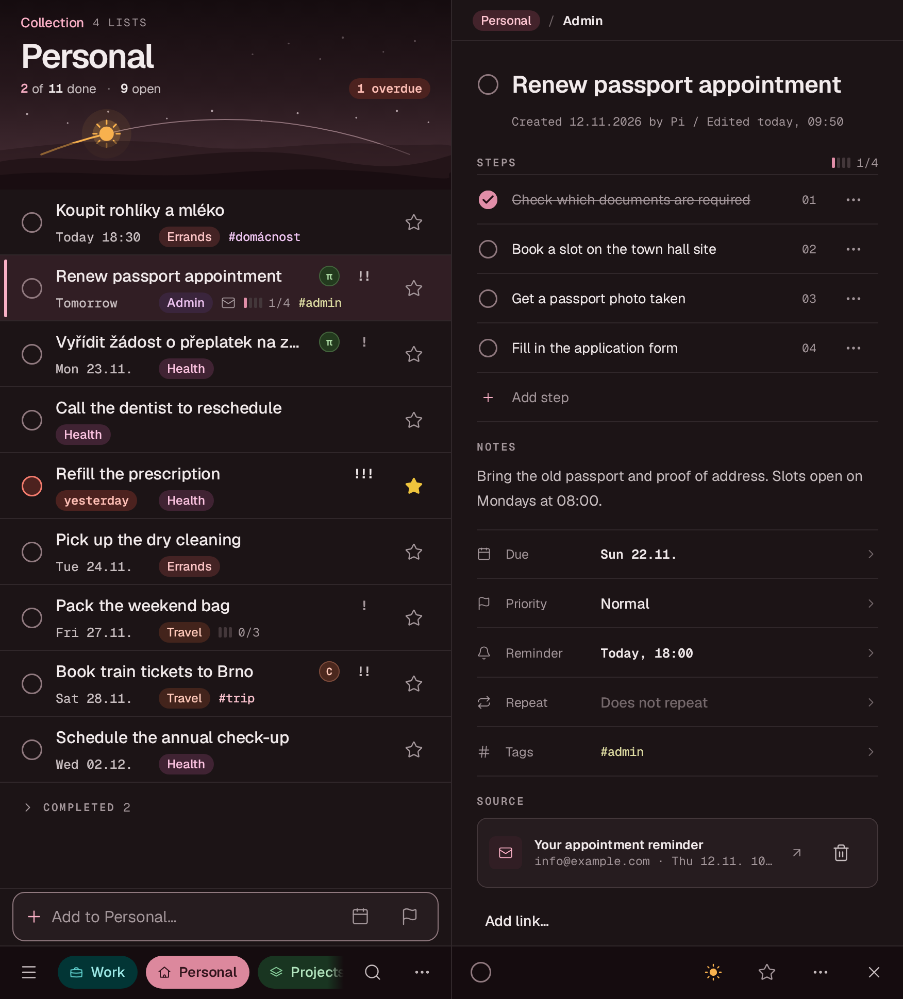 Collection 4 LISTS
Personal
2 of 11 done · 9 open
1 overdue
Koupit rohlíky a mléko
Today 18:30 Errands #domácnost
Renew passport appointment π !!
Tomorrow Admin 1/4 #admin
Vyřídit žádost o přeplatek na z… π !
Mon 23.11. Health
Call the dentist to reschedule
Health
Refill the prescription !!!
yesterday Health
Pick up the dry cleaning
Tue 24.11. Errands
Pack the weekend bag !
Fri 27.11. Travel 0/3
Book train tickets to Brno C !!
Sat 28.11. Travel #trip
Schedule the annual check-up
Wed 02.12. Health
COMPLETED 2
Add to Personal…
Work Personal Projects
Personal / Admin
Renew passport appointment
Created 12.11.2026 by Pi / Edited today, 09:50
STEPS 1/4
Check which documents are required 01
Book a slot on the town hall site 02
Get a passport photo taken 03
Fill in the application form 04
Add step
NOTES
Bring the old passport and proof of address. Slots open on
Mondays at 08:00.
Due Sun 22.11.
Priority Normal
Reminder Today, 18:00
Repeat Does not repeat
Tags #admin
SOURCE
Your appointment reminder
info@example.com · Thu 12.11. 10…
Add link…